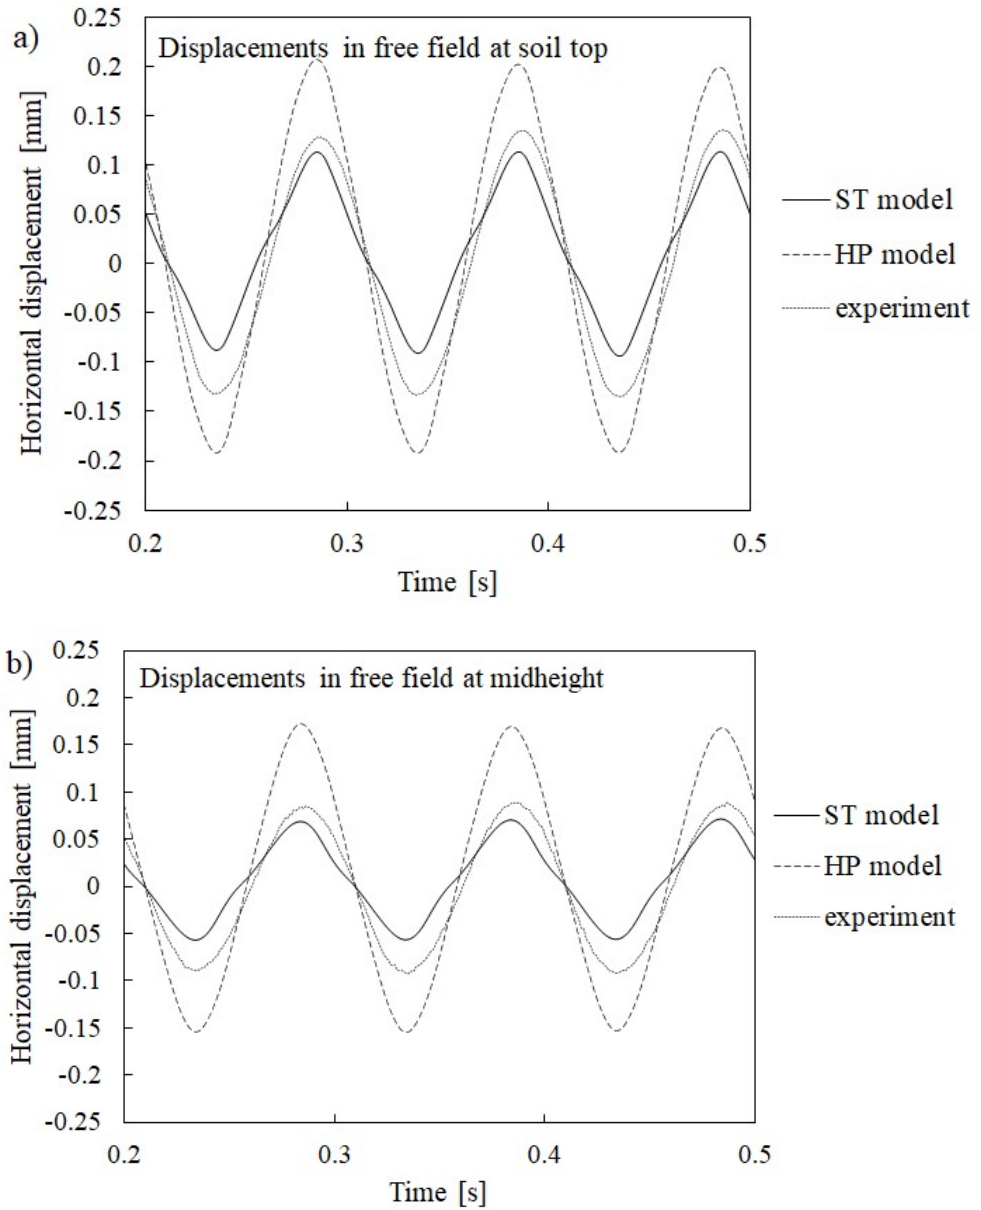 a)
Displacements in free field at soil top
Horizontal displacement [mm]
0.25
0.2
0.15
0.1
0.05
0
-0.05
-0.1
-0.15
-0.2
-0.25
0.2 0.3 0.4 0.5
Time [s]
ST model
HP model
experiment
b)
Displacements in free field at midheight
Horizontal displacement [mm]
0.25
0.2
0.15
0.1
0.05
0
-0.05
-0.1
-0.15
-0.2
-0.25
0.2 0.3 0.4 0.5
Time [s]
ST model
HP model
experiment